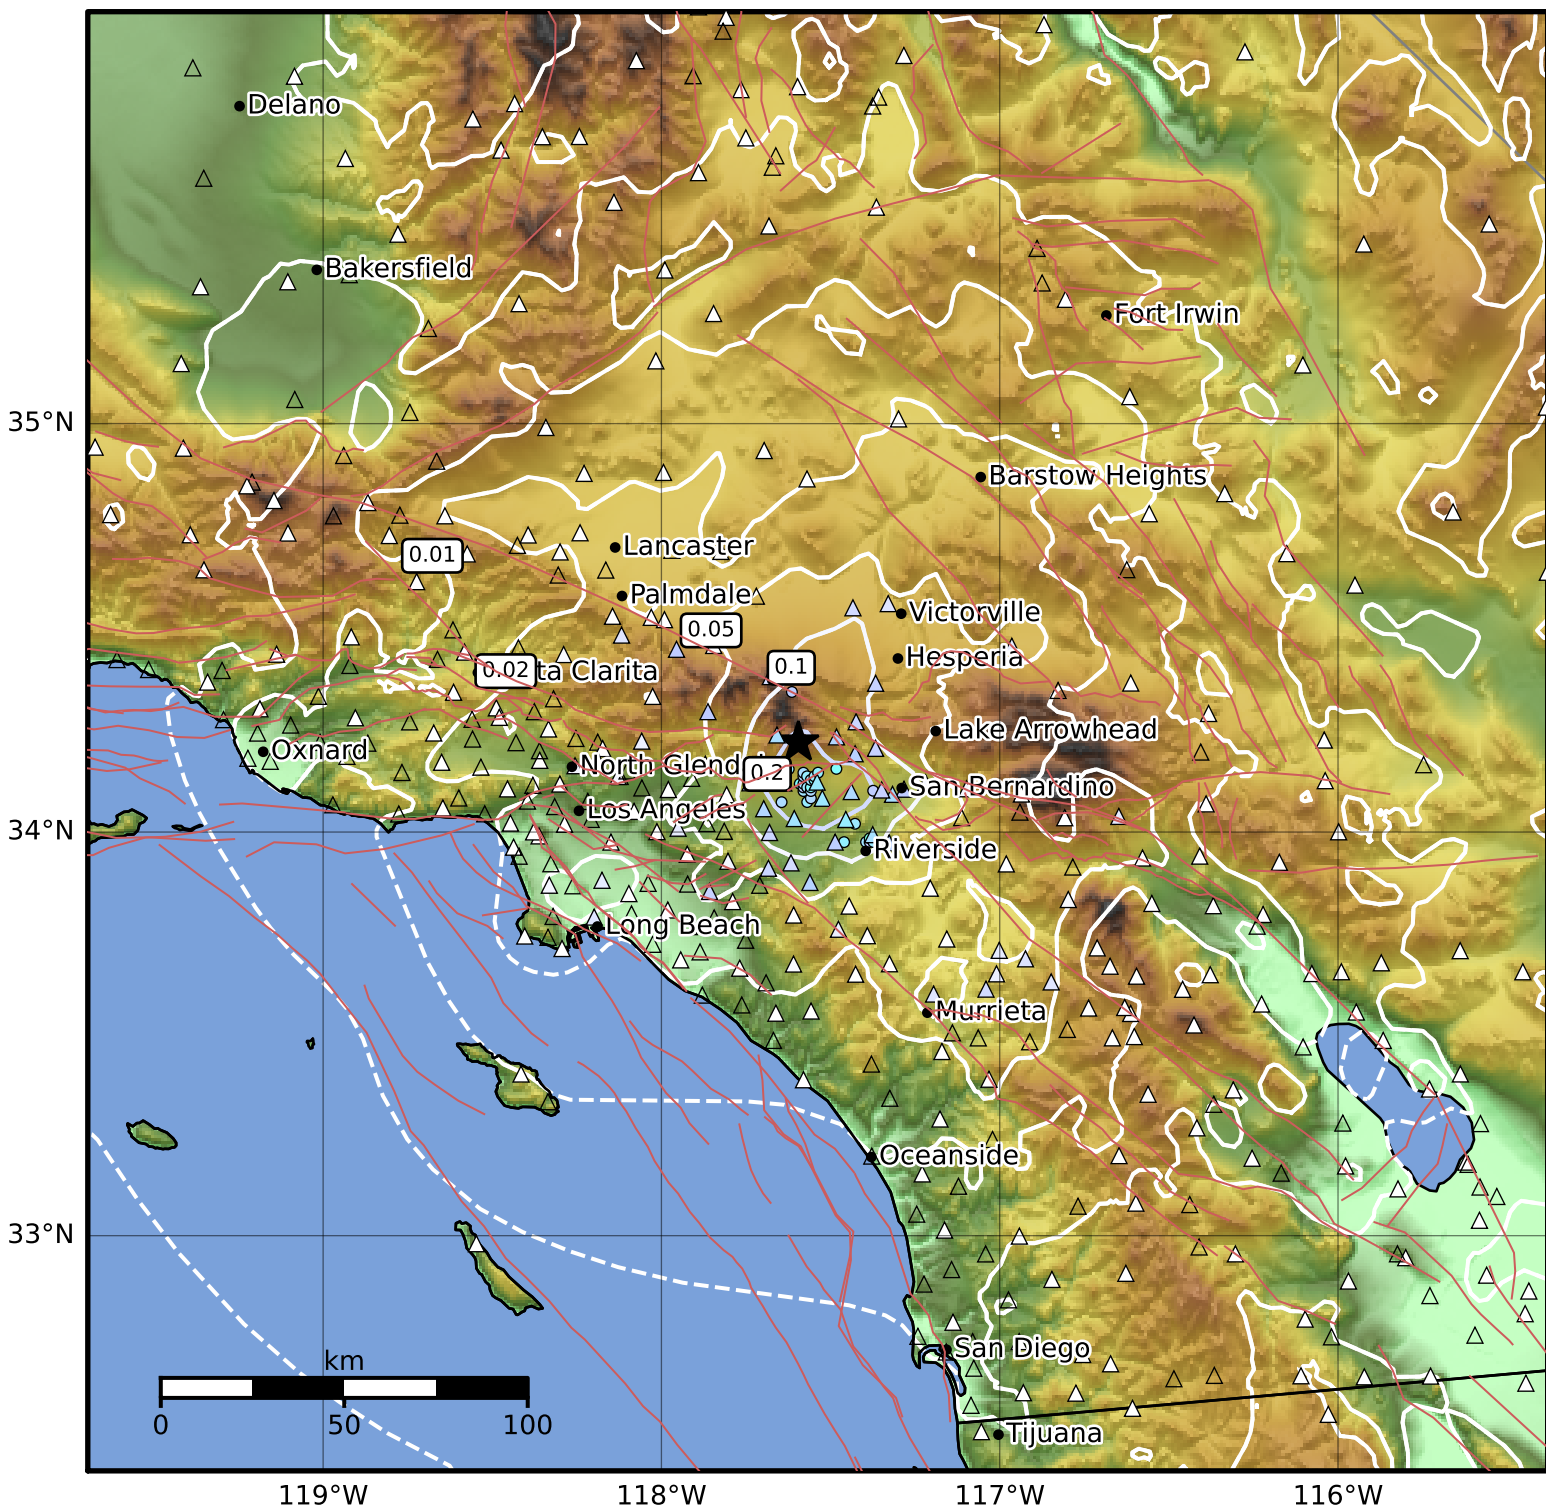 Delano
Bakersfield
Fort Irwin
35°N
Barstow Heights
Lancaster
0.01
Palmdale
Victorville
0.05
Hesperia
0.1
0.02
ta Clarita
Lake Arrowhead
Oxnard
North Glend
0.2
San Bernardino
Los Angeles
34°N
Riverside
Long Beach
Murrieta
Oceanside
33°N
San Diego
km
0
50
100
Tijuana
119°W
118°W
117°W
116°W